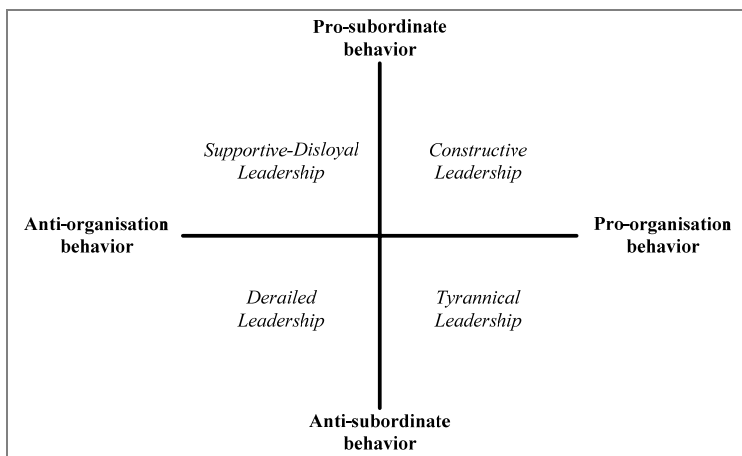 Pro-subordinate
behavior
Supportive-Disloyal
Leadership
Constructive
Leadership
Anti-organisation
behavior
Pro-organisation
behavior
Derailed
Leadership
Tyrannical
Leadership
Anti-subordinate
behavior